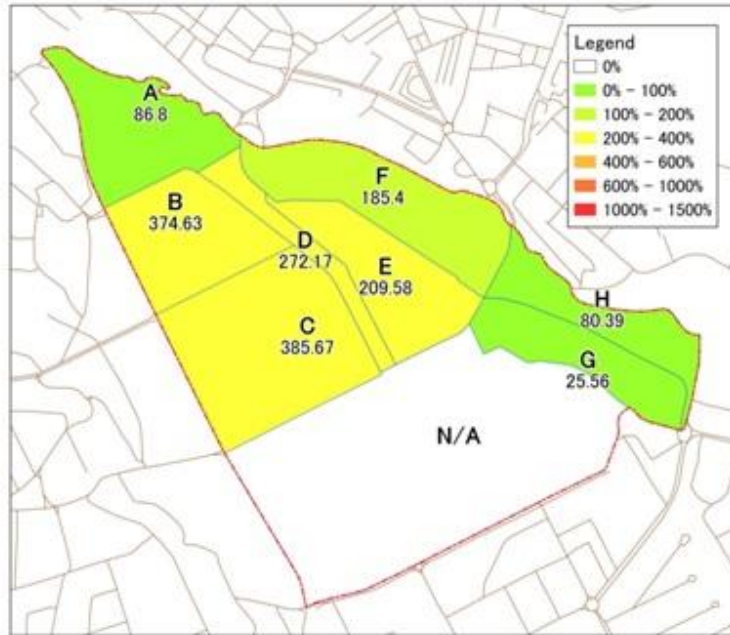 Legend
0%
0% - 100%
100% - 200%
200% - 400%
400% - 600%
600% - 1000%
1000% - 1500%
A
86.8
B
374.63
F
185.4
D
272.17
E
209.58
C
385.67
H
80.39
G
25.56
N/A